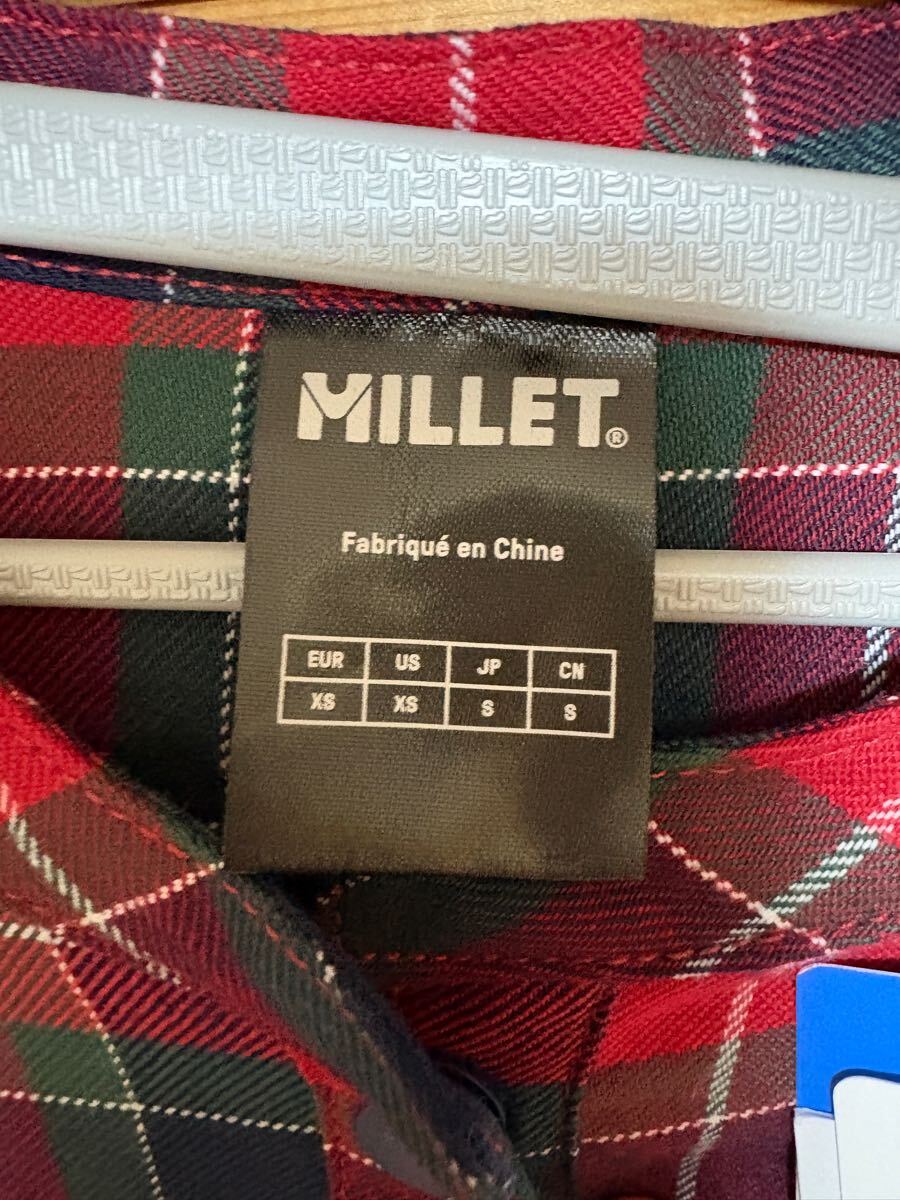 MILLET®
Fabriqué en Chine
EUR US JP CN
XS XS S S